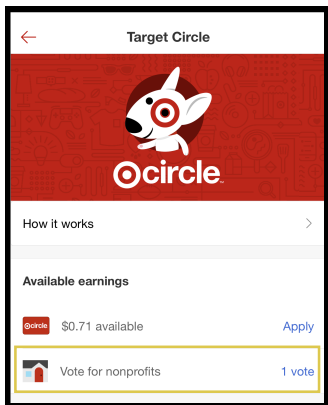 Target Circle
circle
How it works
Available earnings
circle $0.71 available Apply
Vote for nonprofits 1 vote